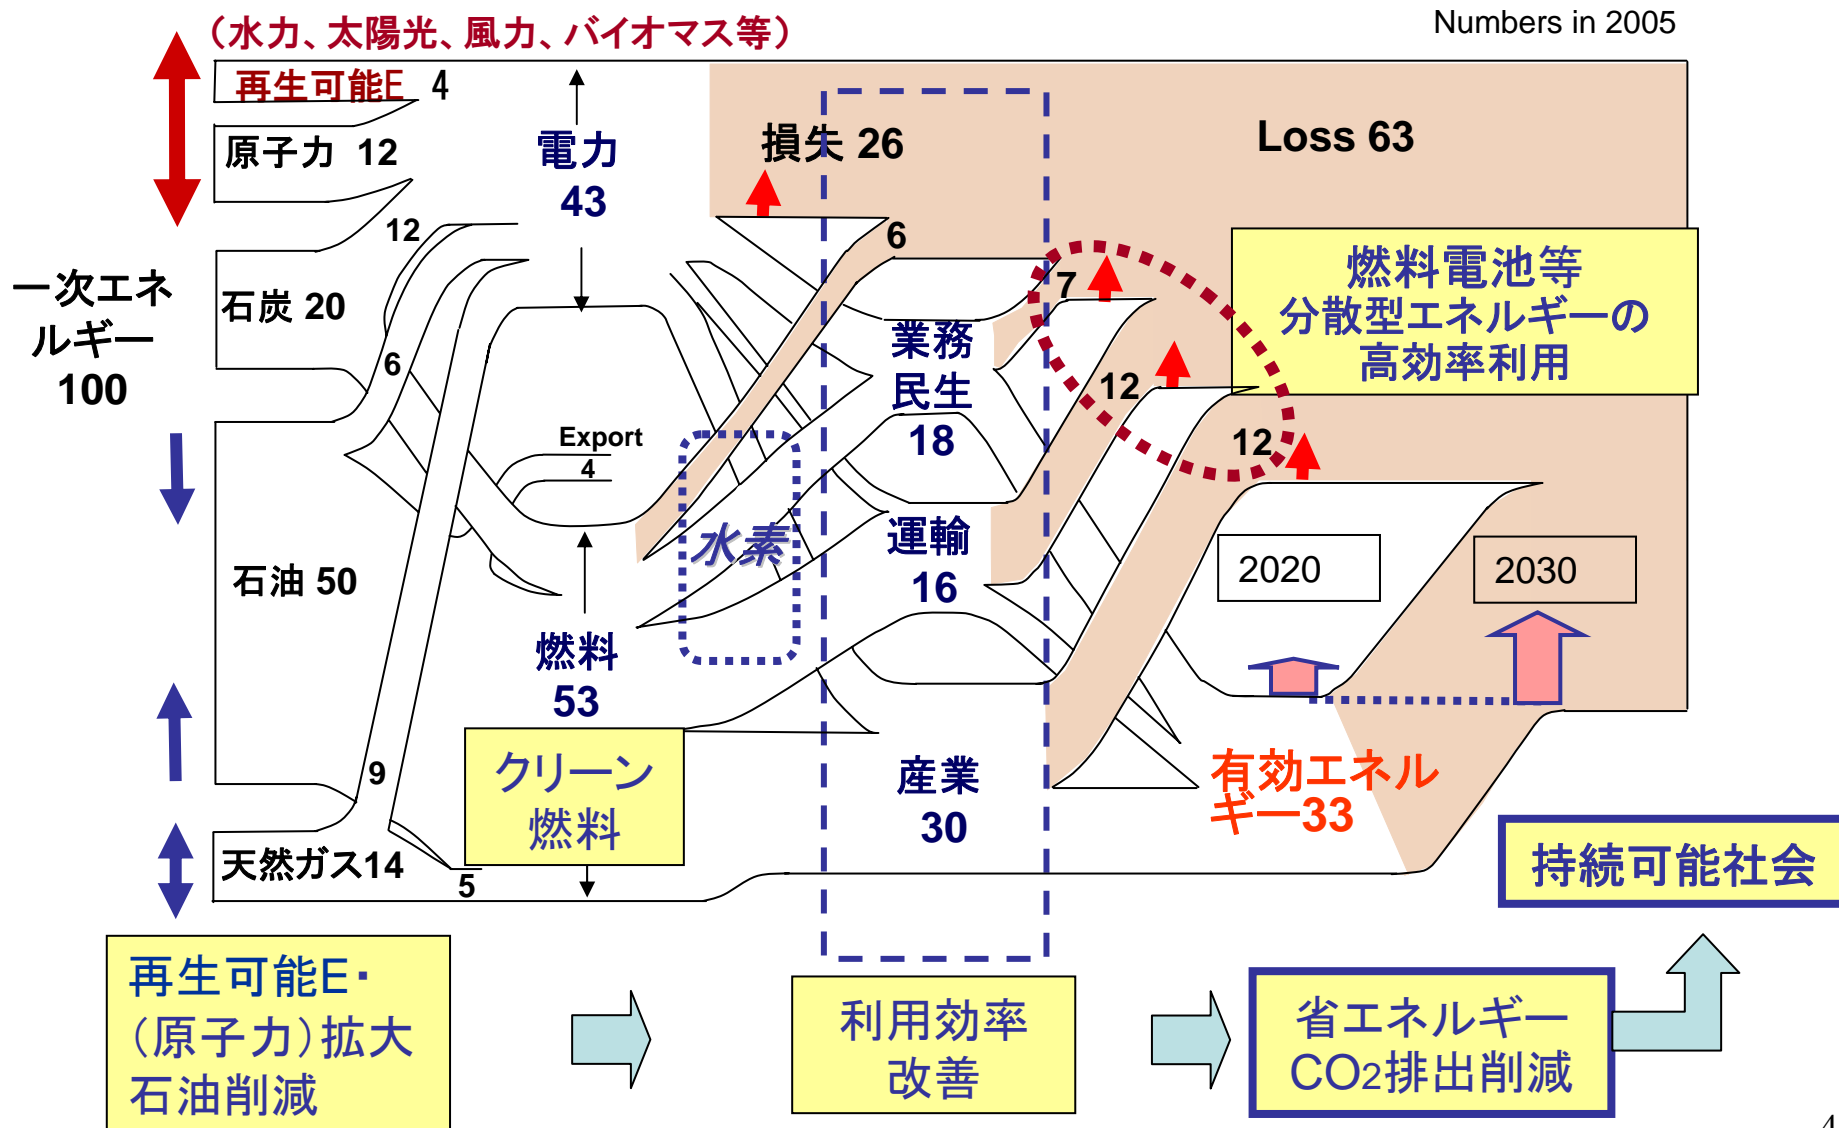 (水力、太陽光、風力、バイオマス等)
Numbers in 2005
再生可能E 4
原子力 12
電力
43
損失 26
Loss 63
12
6
一次エネ
ルギー
100
石炭 20
6
7
業務
民生
18
燃料電池等
分散型エネルギーの
高効率利用
12
12
Export
4
水素
運輸
16
石油 50
2020
2030
燃料
53
9
クリーン
燃料
産業
30
有効エネル
ギー33
天然ガス14
5
持続可能社会
再生可能E・
(原子力)拡大
石油削減
利用効率
改善
省エネルギー
CO2排出削減
4